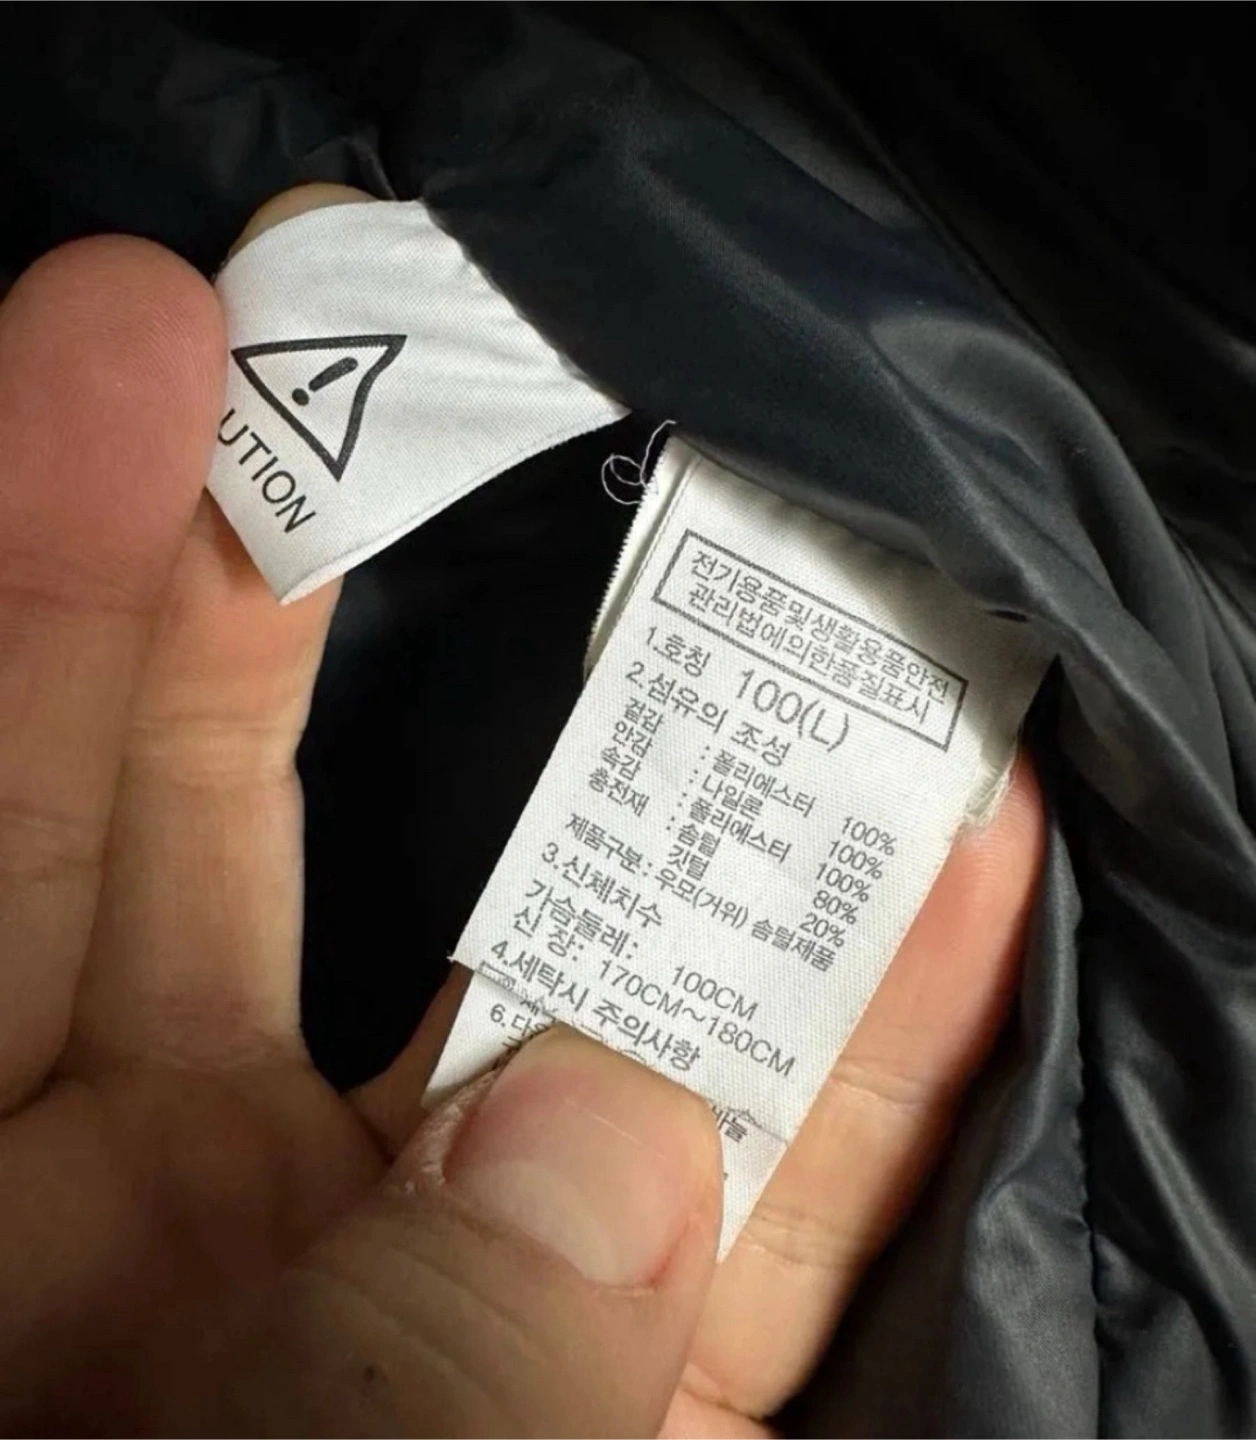 UTION
전기용품및생활용품안전
관리법에의한품질표시
1.호칭 100(L)
2.섬유의 조성
겉감 : 폴리에스터 100%
안감 : 나일론 100%
속감 : 폴리에스터 100%
충전재 : 솜털 80%
깃털 20%
제품구분: 우모(거위) 솜털제품
3.신체치수
가슴둘레: 100CM
신 장: 170CM~180CM
4.세탁시 주의사항
6.다
바늘